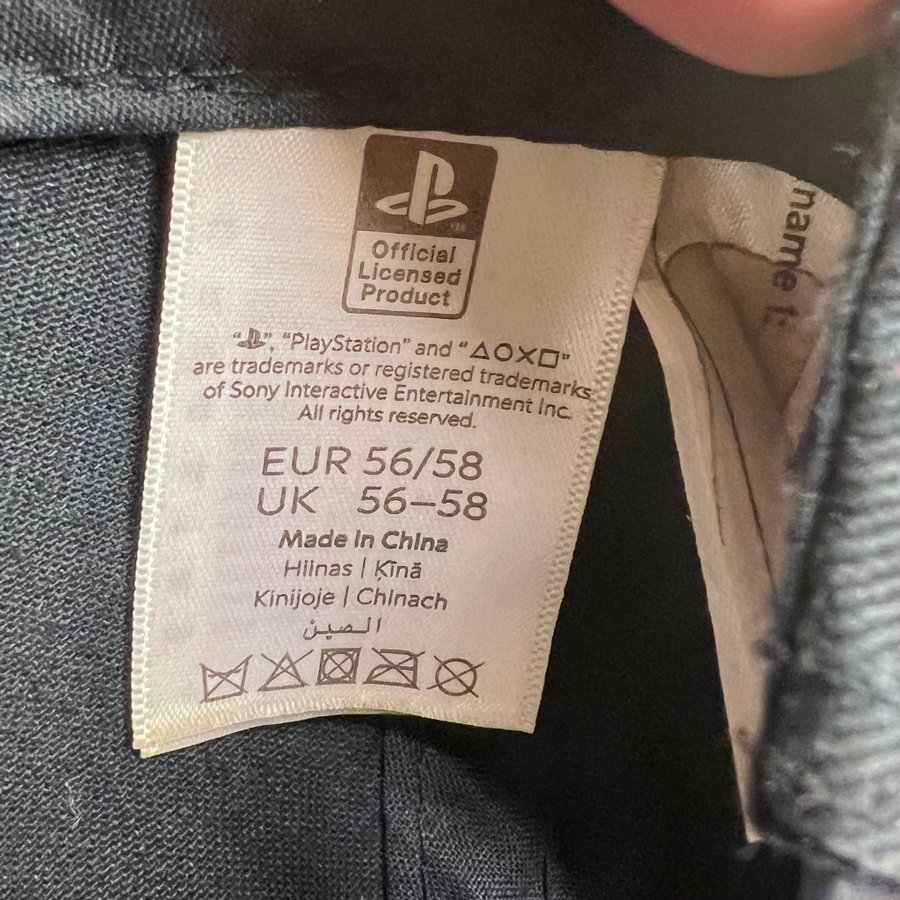 Official
Licensed
Product
"PlayStation" and "△○✕□"
are trademarks or registered trademarks
of Sony Interactive Entertainment Inc.
All rights reserved.
EUR 56/58
UK 56–58
Made in China
Hiinas | Ķīnā
Kinijoje | Chinach
الصين
name